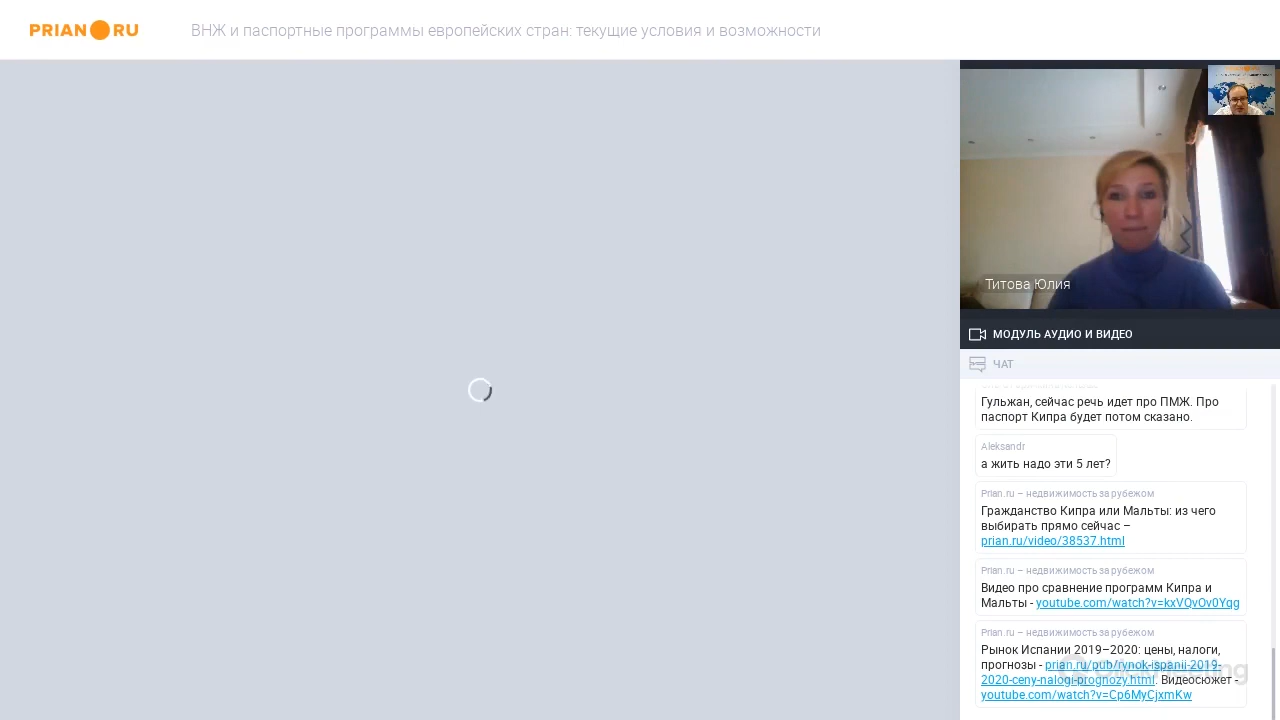 PRIAN RU
ВНЖ и паспортные программы европейских стран: текущие условия и возможности
Титова Юлия
МОДУЛЬ АУДИО И ВИДЕО
ЧАТ
Гульжан, сейчас речь идет про ПМЖ. Про
паспорт Кипра будет потом сказано.
Aleksandr
а жить надо эти 5 лет?
Prian.ru – недвижимость за рубежом
Гражданство Кипра или Мальты: из чего
выбирать прямо сейчас –
prian.ru/video/38537.html
Prian.ru – недвижимость за рубежом
Видео про сравнение программ Кипра и
Мальты - youtube.com/watch?v=kxVQvOv0Yqg
Prian.ru – недвижимость за рубежом
Рынок Испании 2019–2020: цены, налоги,
прогнозы - prian.ru/pub/rynok-ispanii-2019-
2020-ceny-nalogi-prognozy.html. Видеосюжет -
youtube.com/watch?v=Cp6MyCjxmKw